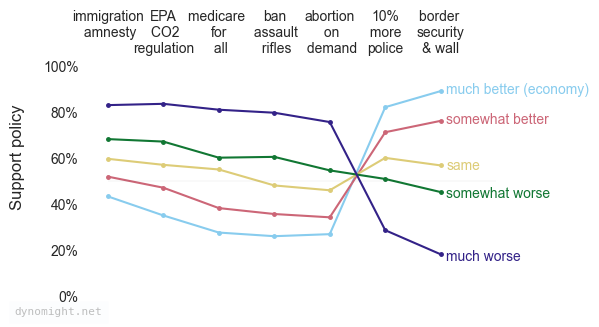 immigration EPA medicare ban abortion 10% border
amnesty CO2 for assault on more security
regulation all rifles demand police & wall
100%
80%
60%
40%
20%
0%
Support policy
much better (economy)
somewhat better
same
somewhat worse
much worse
dynomight.net